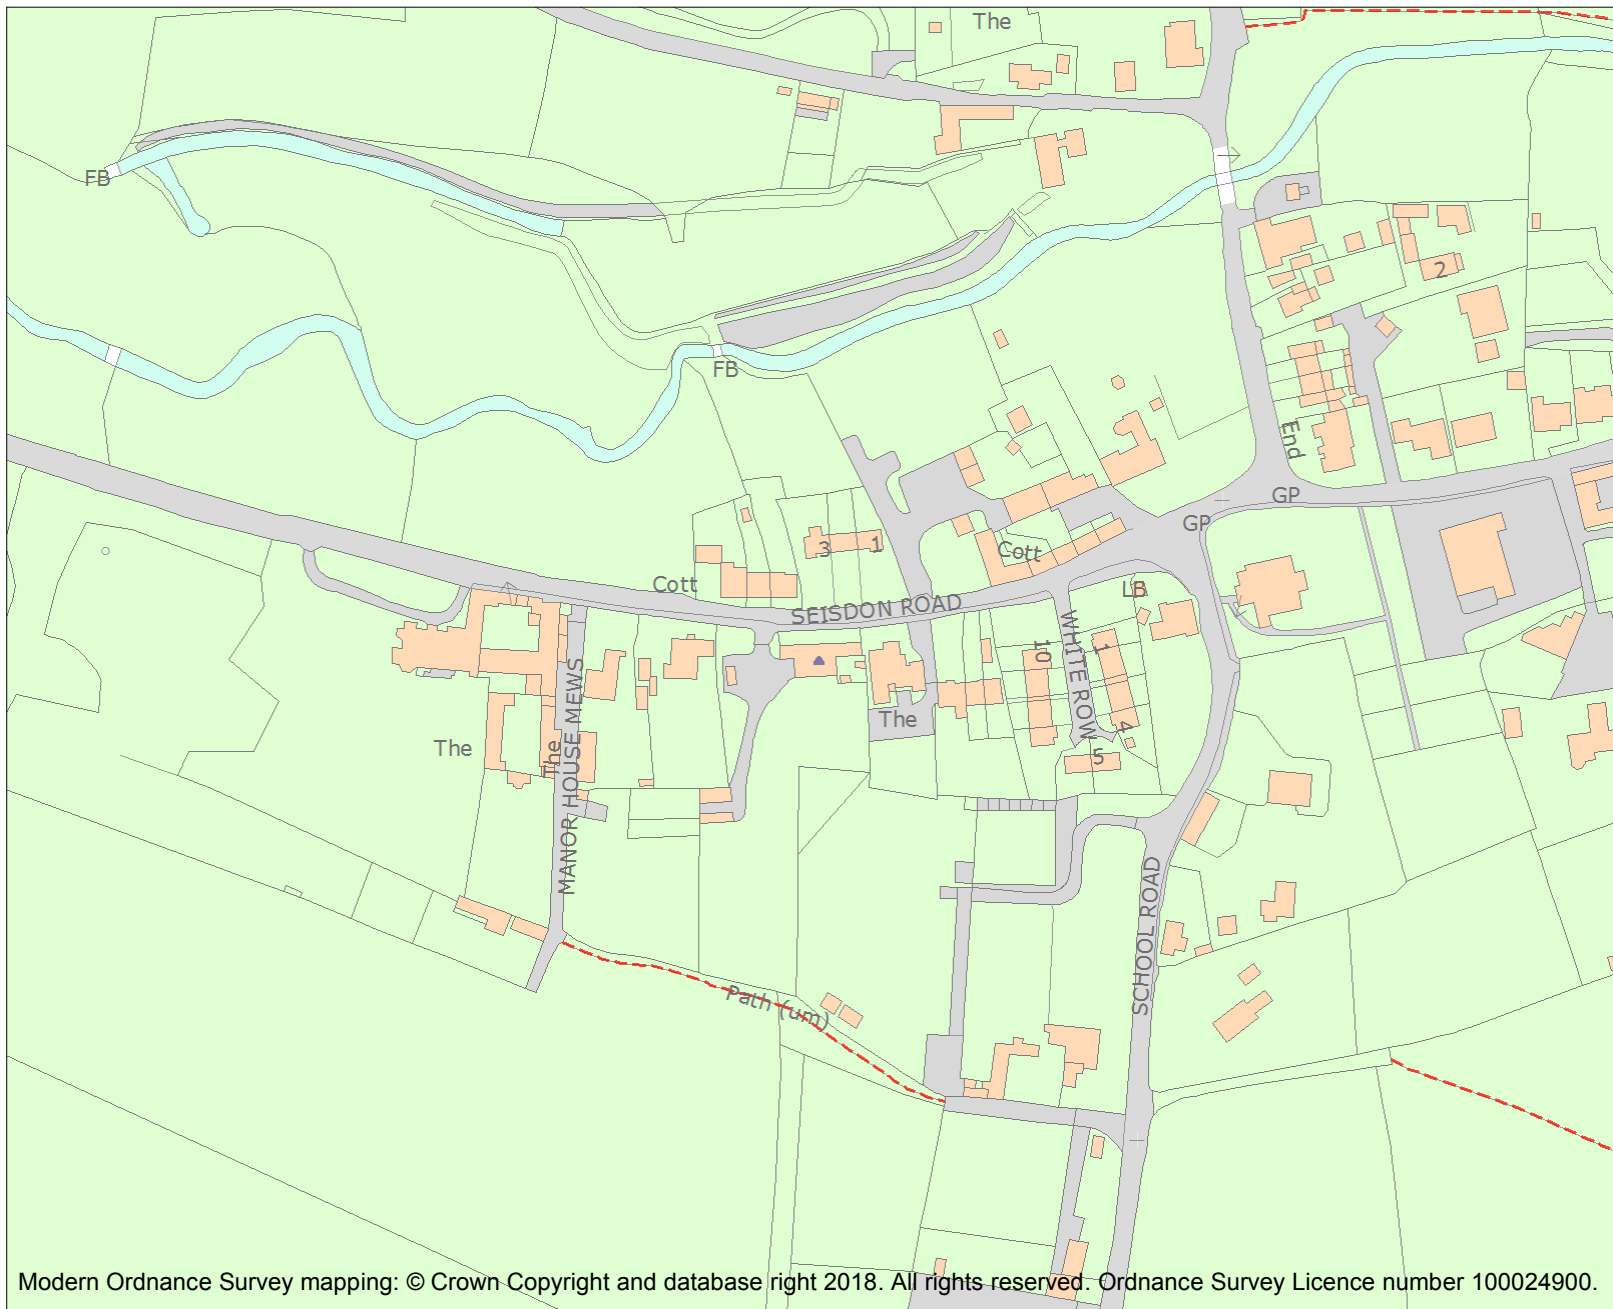 The
FB
2
FB
End
GP
GP
3
1
Cott
Cott
LB
SEISDON ROAD
WHITE ROW
10
1
4
5
The
The
The
MANOR HOUSE MEWS
SCHOOL ROAD
Path (um)
Modern Ordnance Survey mapping: © Crown Copyright and database right 2018. All rights reserved. Ordnance Survey Licence number 100024900.